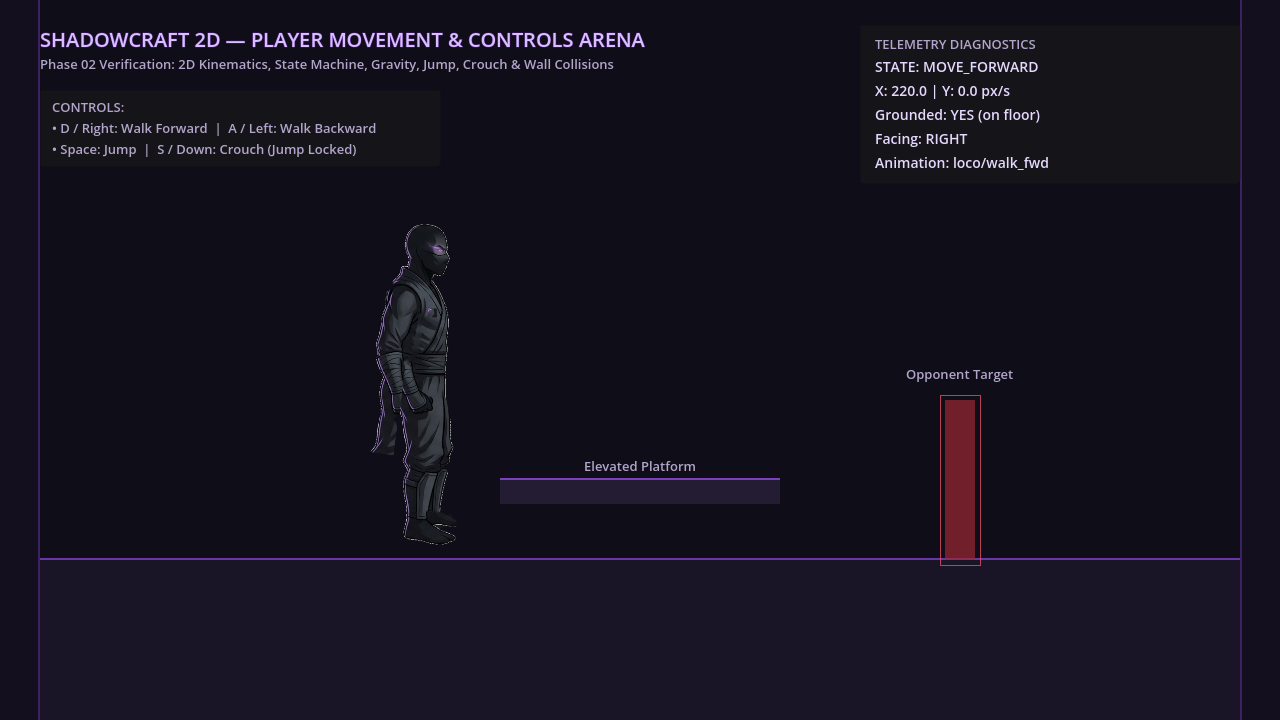 SHADOWCRAFT 2D — PLAYER MOVEMENT & CONTROLS ARENA
Phase 02 Verification: 2D Kinematics, State Machine, Gravity, Jump, Crouch & Wall Collisions
CONTROLS:
• D / Right: Walk Forward | A / Left: Walk Backward
• Space: Jump | S / Down: Crouch (Jump Locked)
TELEMETRY DIAGNOSTICS
STATE: MOVE_FORWARD
X: 220.0 | Y: 0.0 px/s
Grounded: YES (on floor)
Facing: RIGHT
Animation: loco/walk_fwd
Opponent Target
Elevated Platform